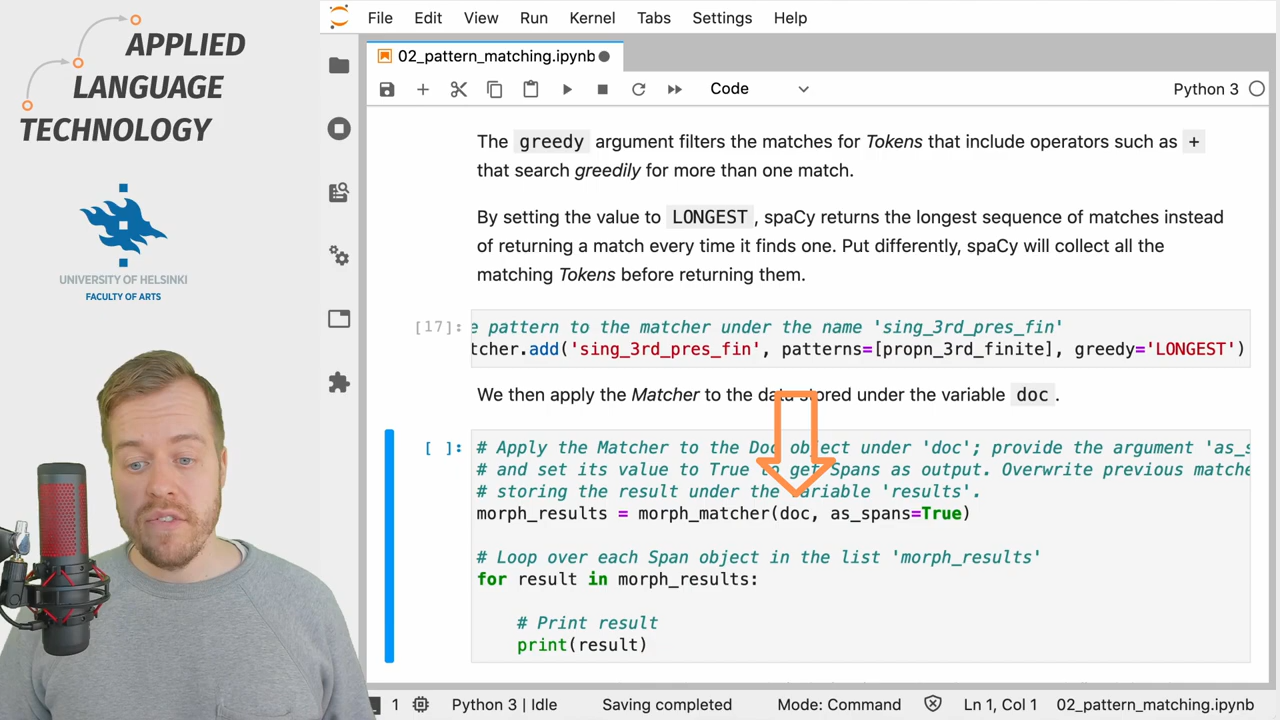 APPLIED
LANGUAGE
TECHNOLOGY
UNIVERSITY OF HELSINKI
FACULTY OF ARTS
File Edit View Run Kernel Tabs Settings Help
02_pattern_matching.ipynb
Code
Python 3
The greedy argument filters the matches for Tokens that include operators such as +
that search greedily for more than one match.
By setting the value to LONGEST, spaCy returns the longest sequence of matches instead
of returning a match every time it finds one. Put differently, spaCy will collect all the
matching Tokens before returning them.
[17]:
e pattern to the matcher under the name 'sing_3rd_pres_fin'
tcher.add('sing_3rd_pres_fin', patterns=[propn_3rd_finite], greedy='LONGEST')
We then apply the Matcher to the data stored under the variable doc.
[ ]:
# Apply the Matcher to the Doc object under 'doc'; provide the argument 'as_s
# and set its value to True to get Spans as output. Overwrite previous matche
# storing the result under the variable 'results'.
morph_results = morph_matcher(doc, as_spans=True)
# Loop over each Span object in the list 'morph_results'
for result in morph_results:
# Print result
print(result)
1 Python 3 | Idle Saving completed Mode: Command Ln 1, Col 1 02_pattern_matching.ipynb